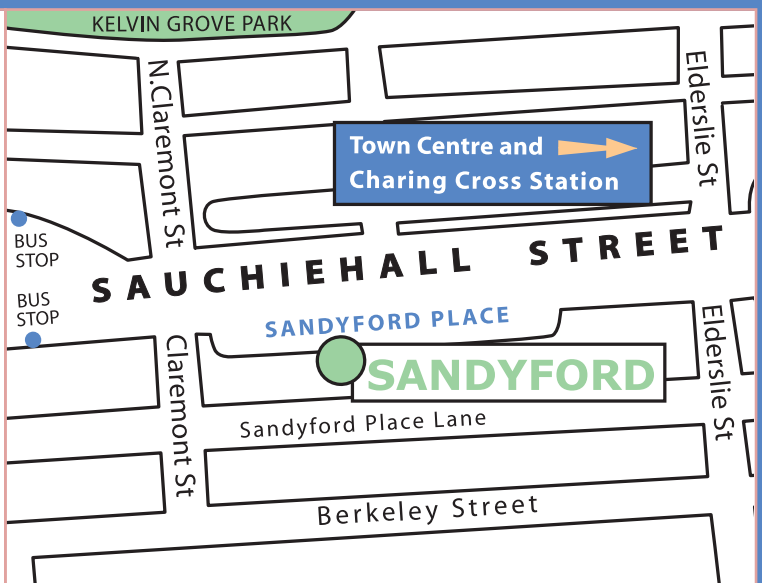 KELVIN GROVE PARK
N.Claremont St
Elderslie St
Town Centre and
Charing Cross Station
BUS
STOP
SAUCHIEHALL STREET
BUS
STOP
SANDYFORD PLACE
Claremont St
Elderslie St
SANDYFORD
Sandyford Place Lane
Berkeley Street